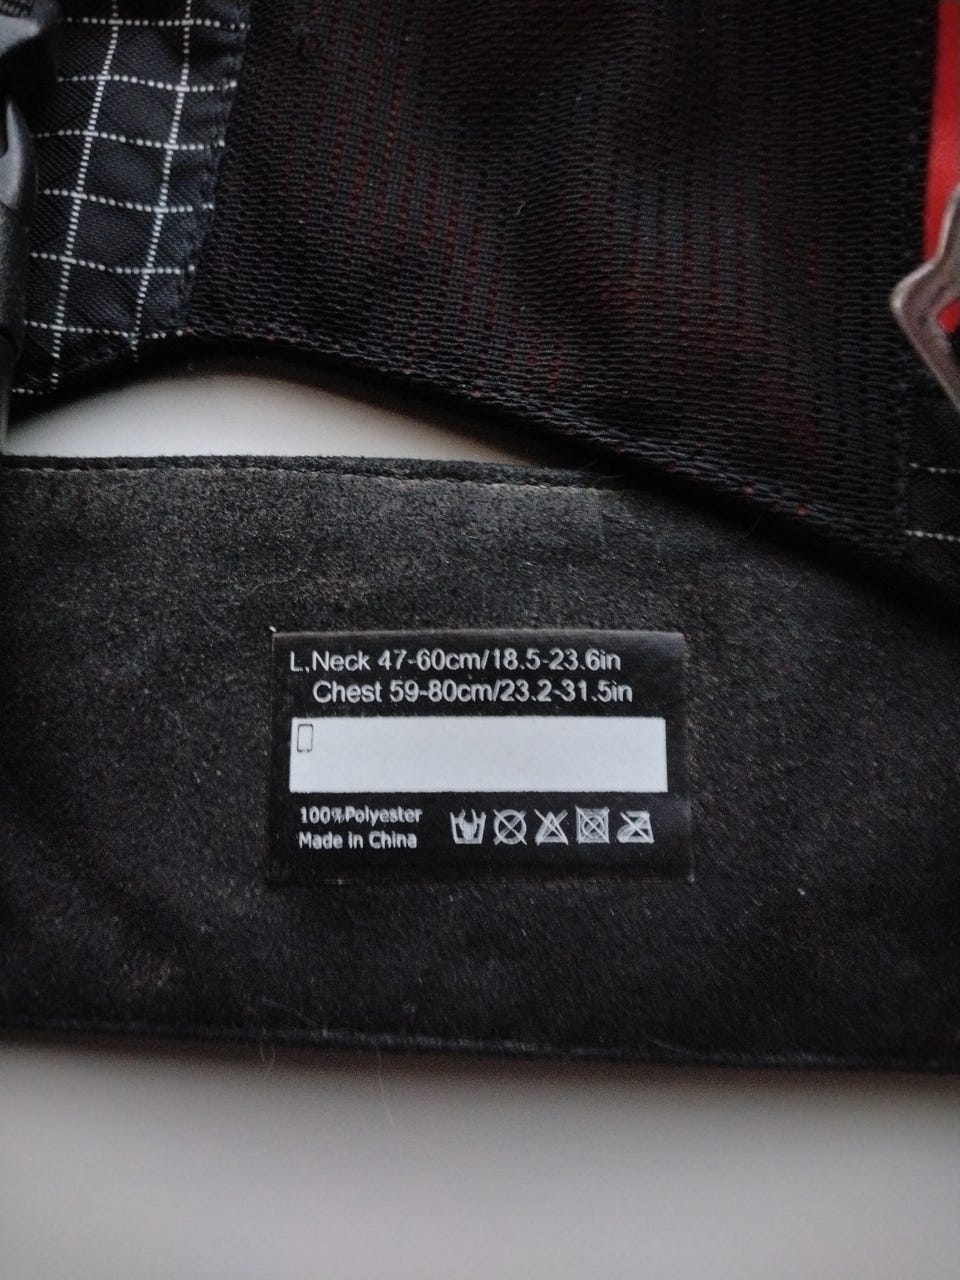 L,Neck 47-60cm/18.5-23.6in
Chest 59-80cm/23.2-31.5in
100%Polyester
Made in China